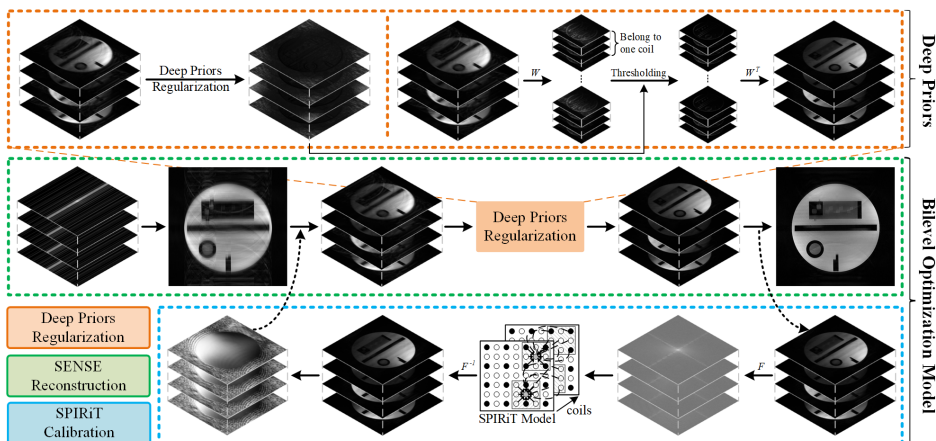 Deep Priors
Regularization
W
Belong to
one coil
Thresholding
W^T
Deep Priors
Deep Priors
Regularization
Bilevel Optimization Model
Deep Priors
Regularization
SENSE
Reconstruction
SPIRiT
Calibration
F^-1
SPIRiT Model
coils
F